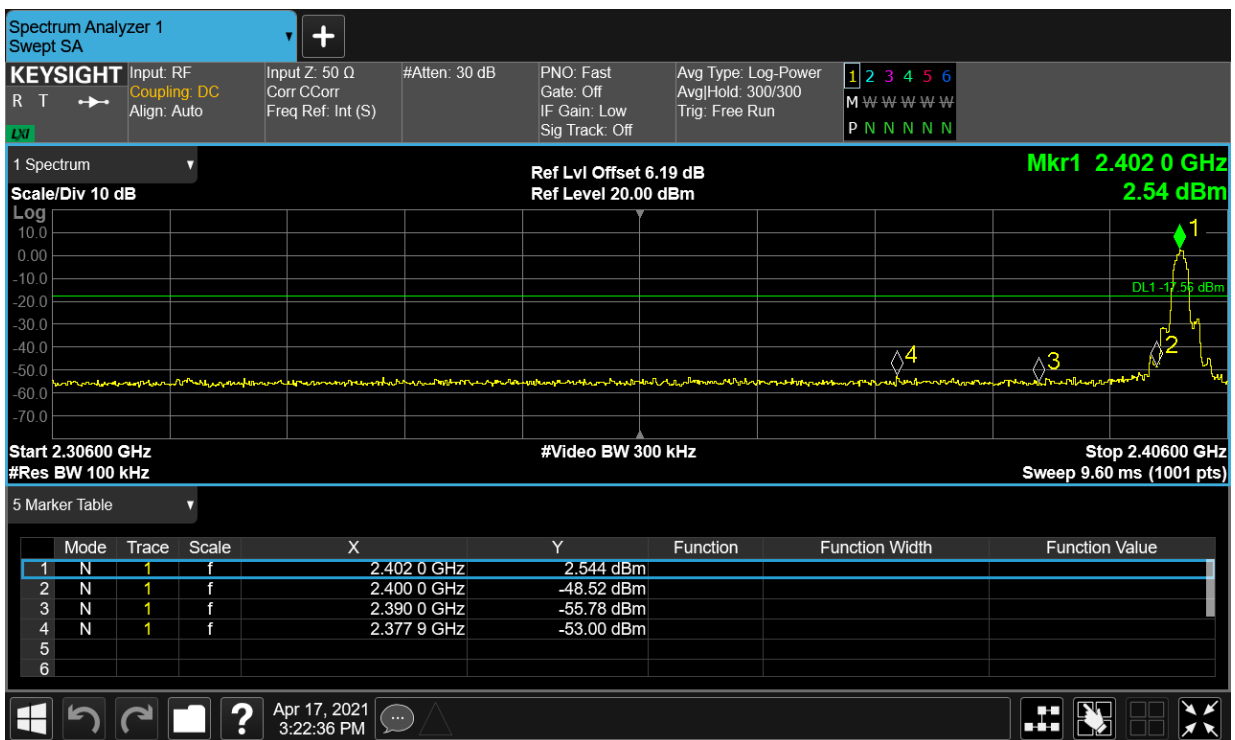 Spectrum Analyzer 1
Swept SA
+
KEYSIGHT Input: RF Input Z: 50 Ω #Atten: 30 dB PNO: Fast Avg Type: Log-Power 1 2 3 4 5 6
R T Coupling: DC Corr CCorr Gate: Off Avg|Hold: 300/300 M W W W W W
Align: Auto Freq Ref: Int (S) IF Gain: Low Trig: Free Run
LXI Sig Track: Off P N N N N N
1 Spectrum
Ref Lvl Offset 6.19 dB
Mkr1 2.402 0 GHz
Scale/Div 10 dB Ref Level 20.00 dBm 2.54 dBm
Log
10.0
1
0.00
-10.0
DL1 -17.56 dBm
-20.0
-30.0
-40.0
4 3 2
-50.0
-60.0
-70.0
Start 2.30600 GHz #Video BW 300 kHz Stop 2.40600 GHz
#Res BW 100 kHz Sweep 9.60 ms (1001 pts)
5 Marker Table
Mode Trace Scale X Y Function Function Width Function Value
1 N 1 f 2.402 0 GHz 2.544 dBm
2 N 1 f 2.400 0 GHz -48.52 dBm
3 N 1 f 2.390 0 GHz -55.78 dBm
4 N 1 f 2.377 9 GHz -53.00 dBm
5
6
? Apr 17, 2021
3:22:36 PM